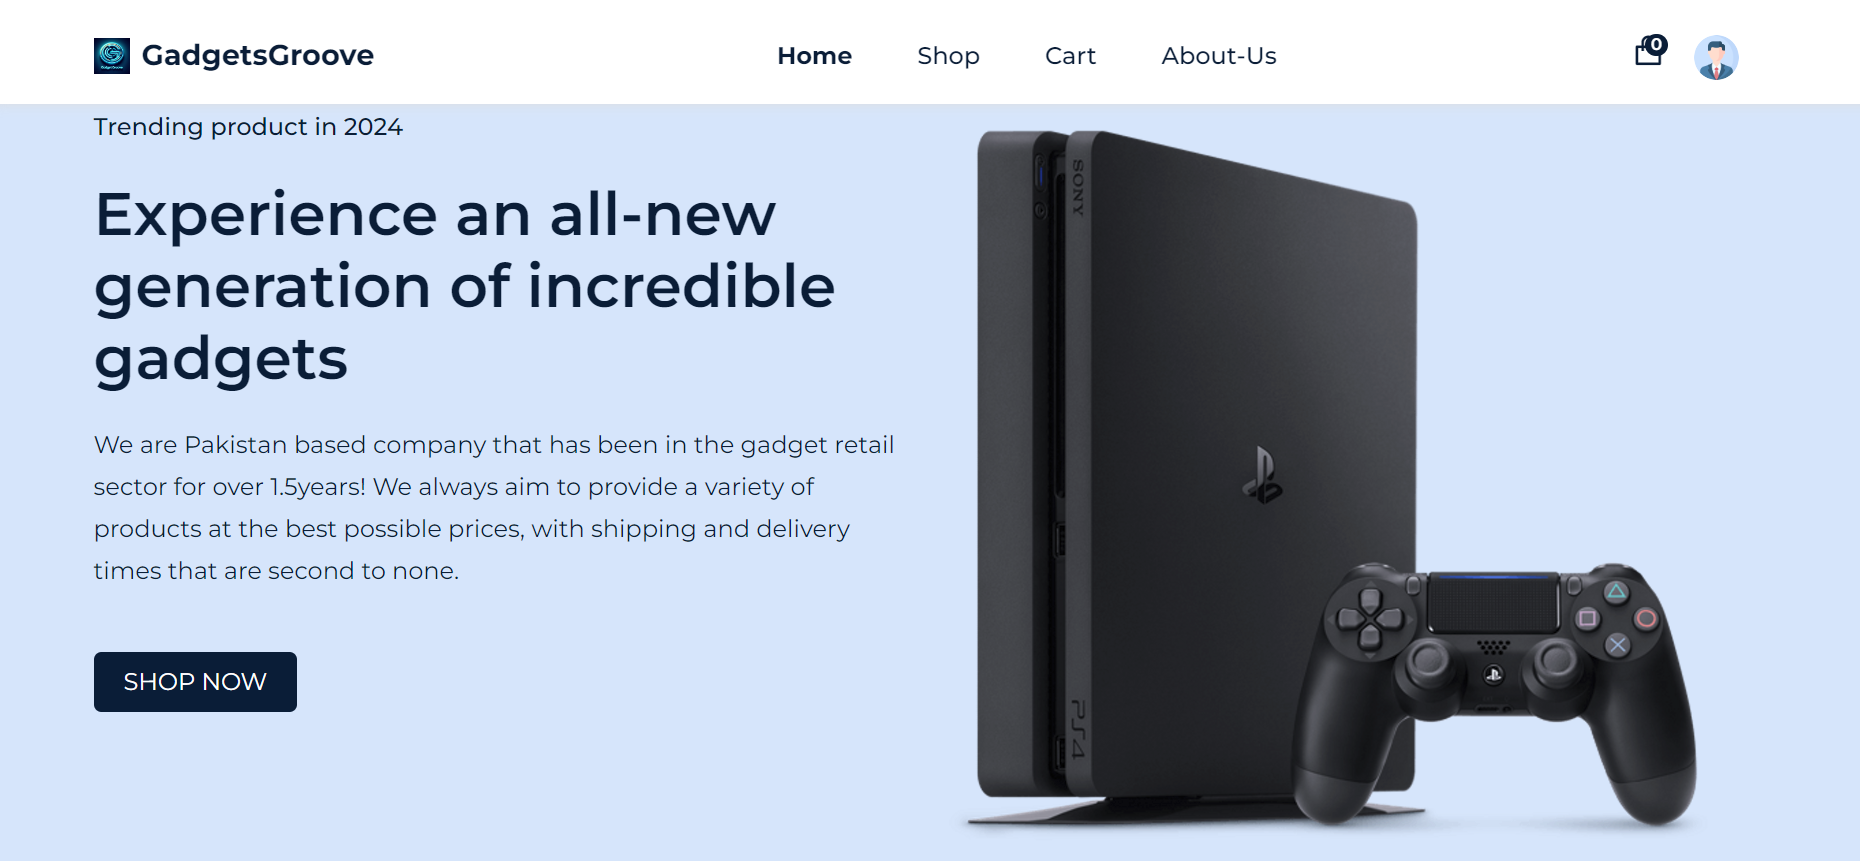 GadgetsGroove
Home
Shop
Cart
About-Us
0
Trending product in 2024
Experience an all-new
generation of incredible
gadgets
We are Pakistan based company that has been in the gadget retail
sector for over 1.5years! We always aim to provide a variety of
products at the best possible prices, with shipping and delivery
times that are second to none.
SHOP NOW
SONY
PS4